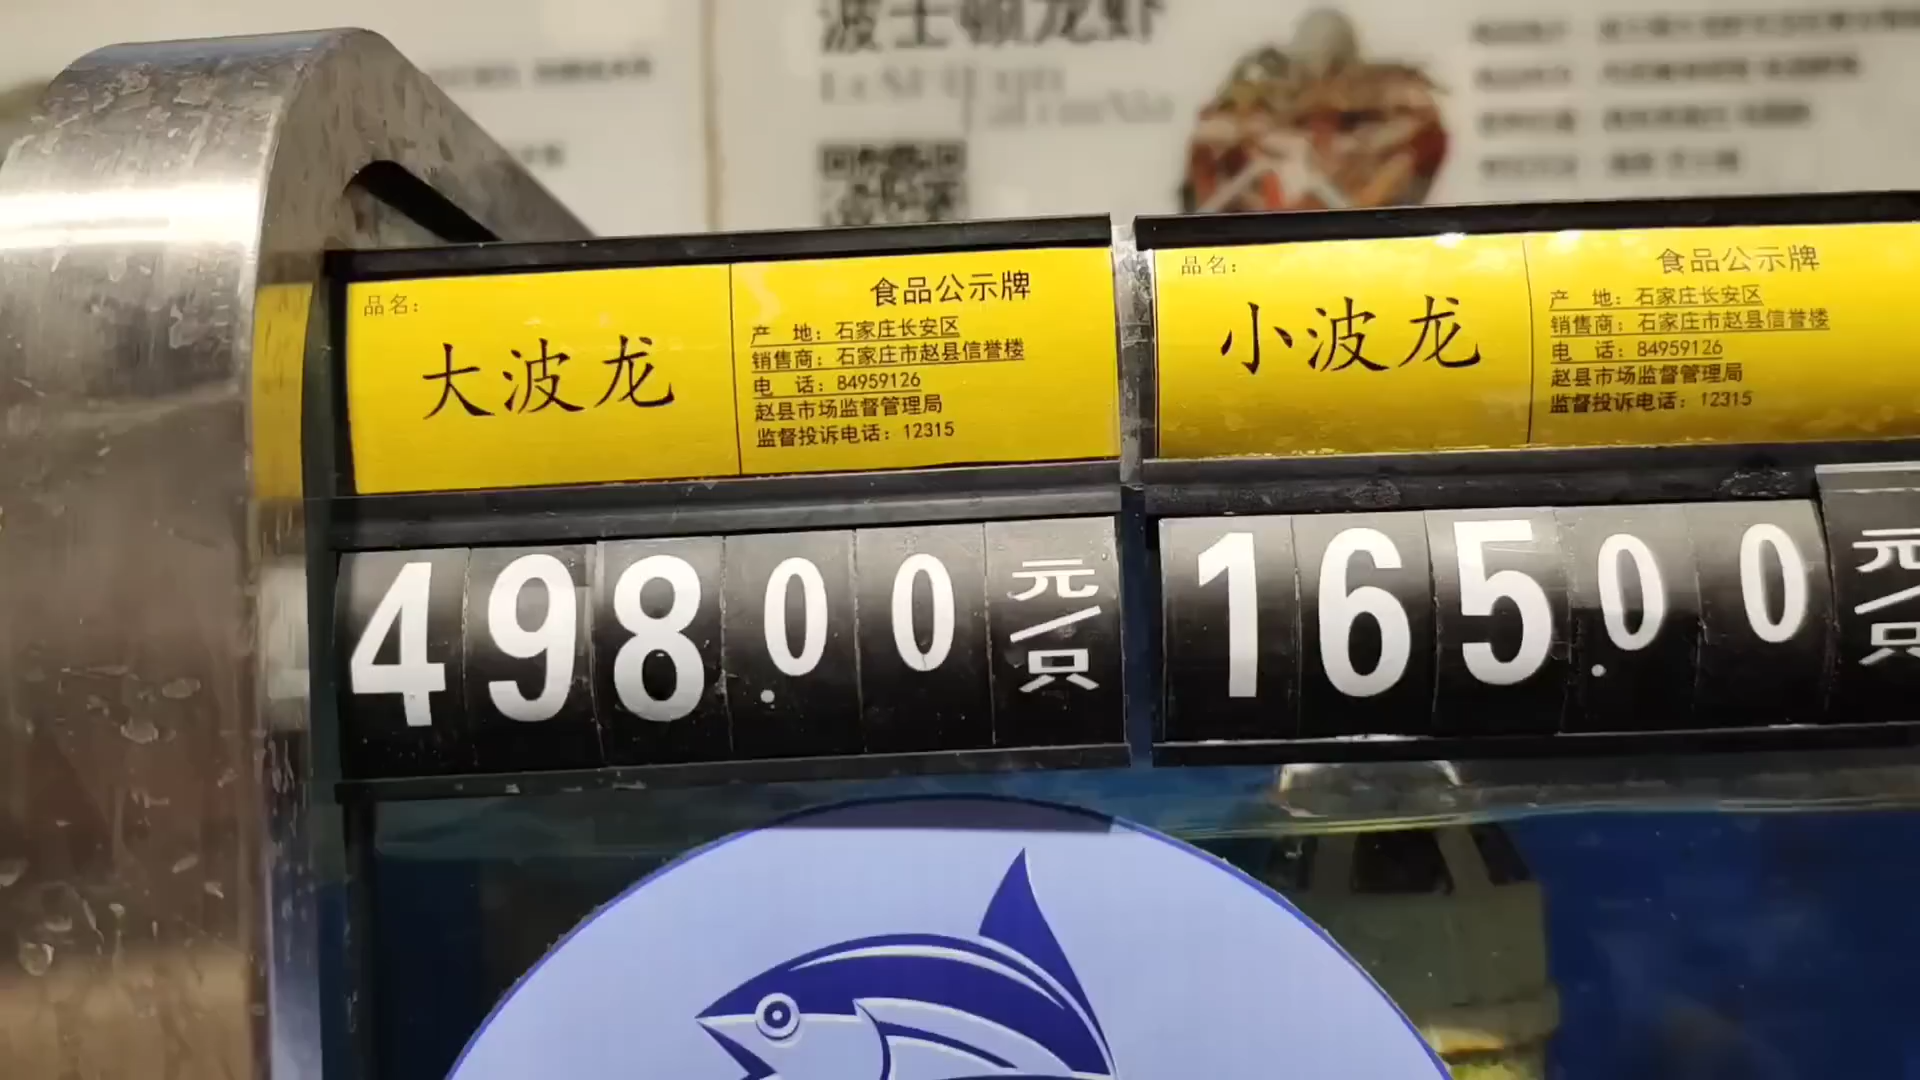 波士顿龙虾
品名:
大波龙
食品公示牌
产 地: 石家庄长安区
销售商: 石家庄市赵县信誉楼
电 话: 84959126
赵县市场监督管理局
监督投诉电话: 12315
498.00 元/只
品名:
小波龙
食品公示牌
产 地: 石家庄长安区
销售商: 石家庄市赵县信誉楼
电 话: 84959126
赵县市场监督管理局
监督投诉电话: 12315
165.00 元/只